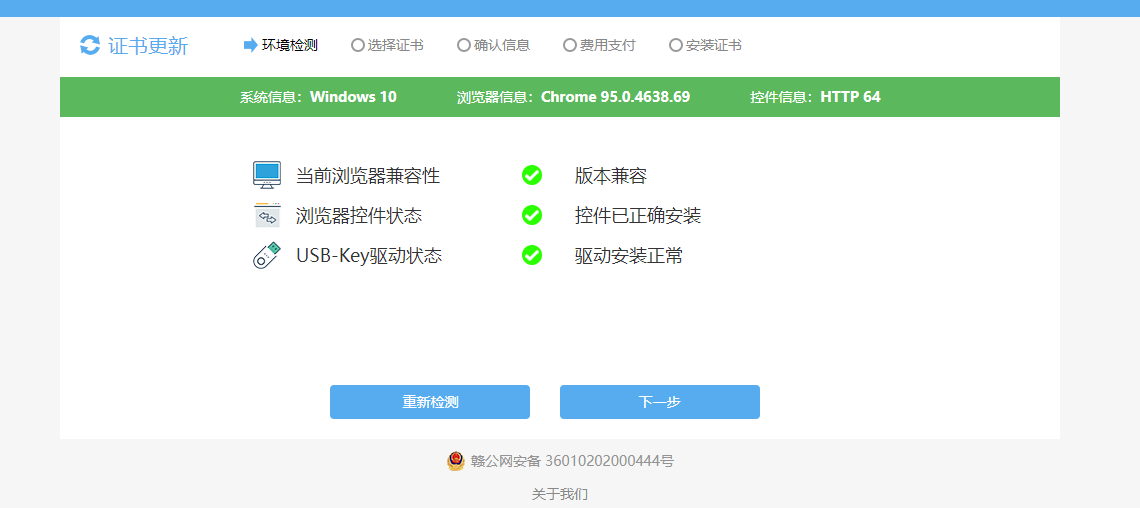 证书更新 环境检测 选择证书 确认信息 费用支付 安装证书
系统信息：Windows 10 浏览器信息：Chrome 95.0.4638.69 控件信息：HTTP 64
当前浏览器兼容性 版本兼容
浏览器控件状态 控件已正确安装
USB-Key驱动状态 驱动安装正常
重新检测 下一步
赣公网安备 36010202000444号
关于我们